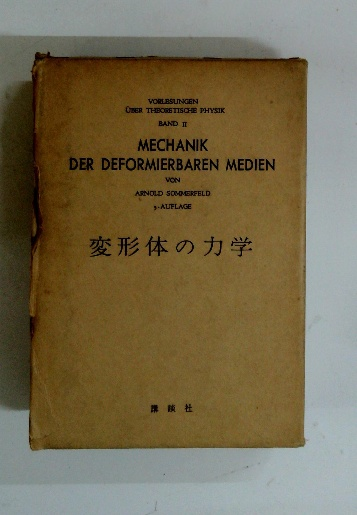 VORLESUNGEN
ÜBER THEORETISCHE PHYSIK
BAND II
MECHANIK
DER DEFORMIERBAREN MEDIEN
VON
ARNOLD SOMMERFELD
5-AUFLAGE
変形体の力学
講談社